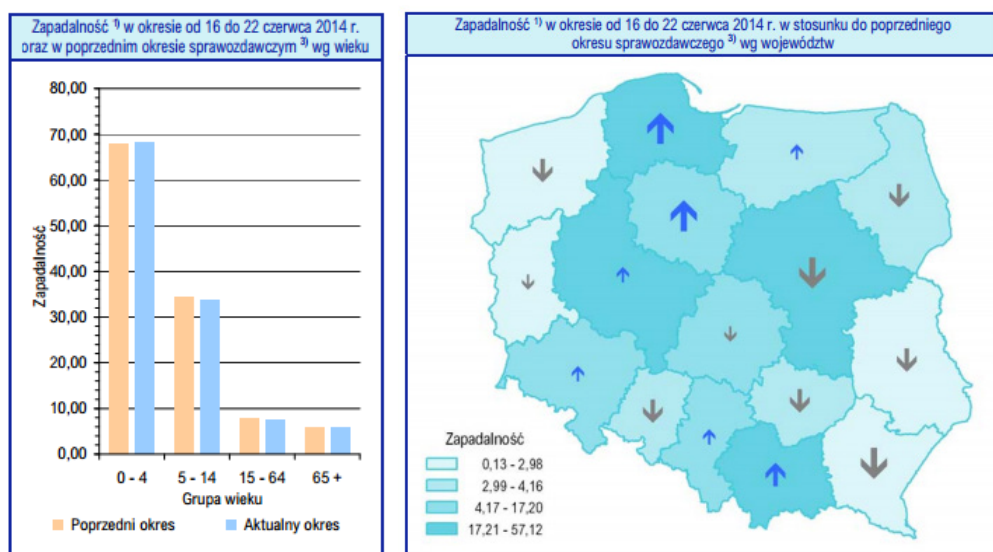 Zapadalność ¹⁾ w okresie od 16 do 22 czerwca 2014 r.
oraz w poprzednim okresie sprawozdawczym ³⁾ wg wieku
80,00
70,00
60,00
50,00
40,00
30,00
20,00
10,00
0,00
Zapadalność
0 - 4
5 - 14
15 - 64
65 +
Grupa wieku
Poprzedni okres
Aktualny okres
Zapadalność ¹⁾ w okresie od 16 do 22 czerwca 2014 r. w stosunku do poprzedniego
okresu sprawozdawczego ³⁾ wg województw
Zapadalność
0,13 - 2,98
2,99 - 4,16
4,17 - 17,20
17,21 - 57,12